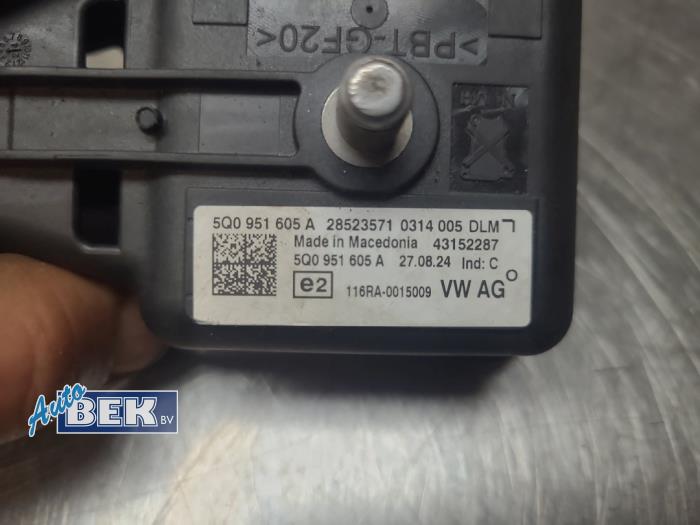 >PBT-GF20<
5Q0 951 605 A 28523571 0314 005 DLM
Made in Macedonia 43152287
5Q0 951 605 A 27.08.24 Ind: C
e2 116RA-0015009 VW AG
Auto
BEK BV